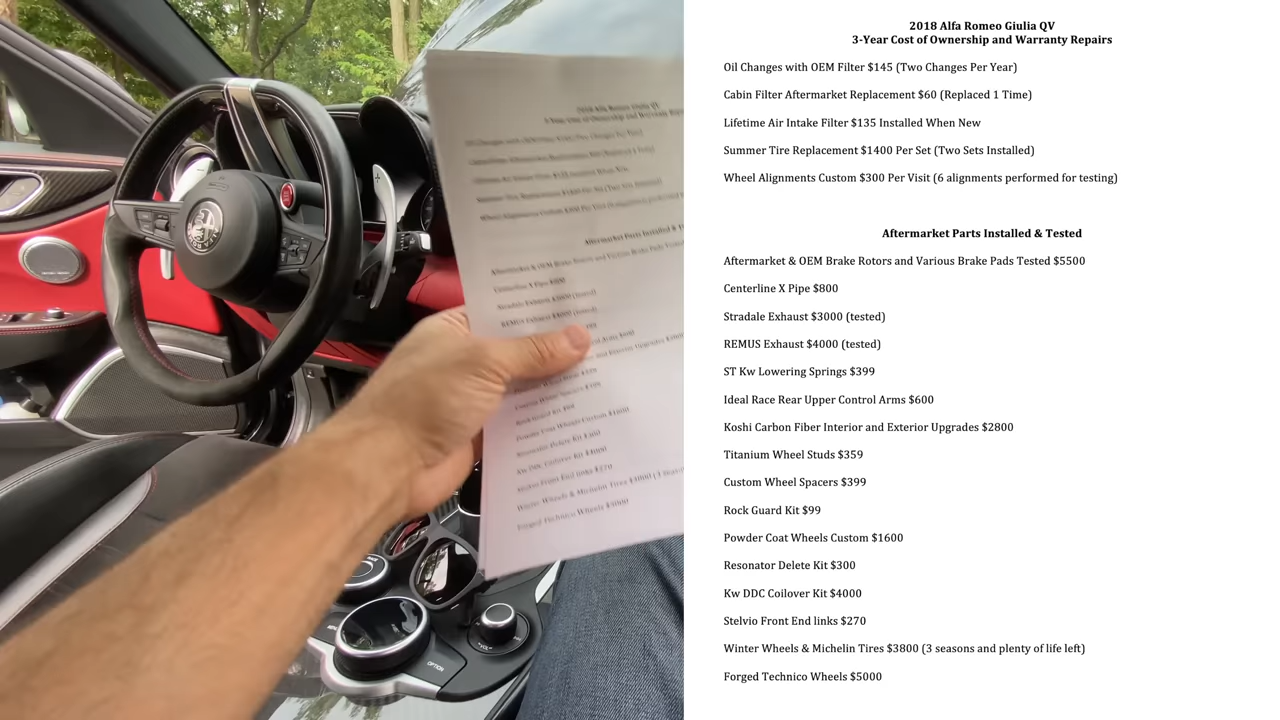 2018 Alfa Romeo Giulia QV
3-Year Cost of Ownership and Warranty Repairs
Oil Changes with OEM Filter $145 (Two Changes Per Year)
Cabin Filter Aftermarket Replacement $60 (Replaced 1 Time)
Lifetime Air Intake Filter $135 Installed When New
Summer Tire Replacement $1400 Per Set (Two Sets Installed)
Wheel Alignments Custom $300 Per Visit (6 alignments performed for testing)
Aftermarket Parts Installed & Tested
Aftermarket & OEM Brake Rotors and Various Brake Pads Tested $5500
Centerline X Pipe $800
Stradale Exhaust $3000 (tested)
REMUS Exhaust $4000 (tested)
ST Kw Lowering Springs $399
Ideal Race Rear Upper Control Arms $600
Koshi Carbon Fiber Interior and Exterior Upgrades $2800
Titanium Wheel Studs $359
Custom Wheel Spacers $399
Rock Guard Kit $99
Powder Coat Wheels Custom $1600
Resonator Delete Kit $300
Kw DDC Coilover Kit $4000
Stelvio Front End links $270
Winter Wheels & Michelin Tires $3800 (3 seasons and plenty of life left)
Forged Technico Wheels $5000